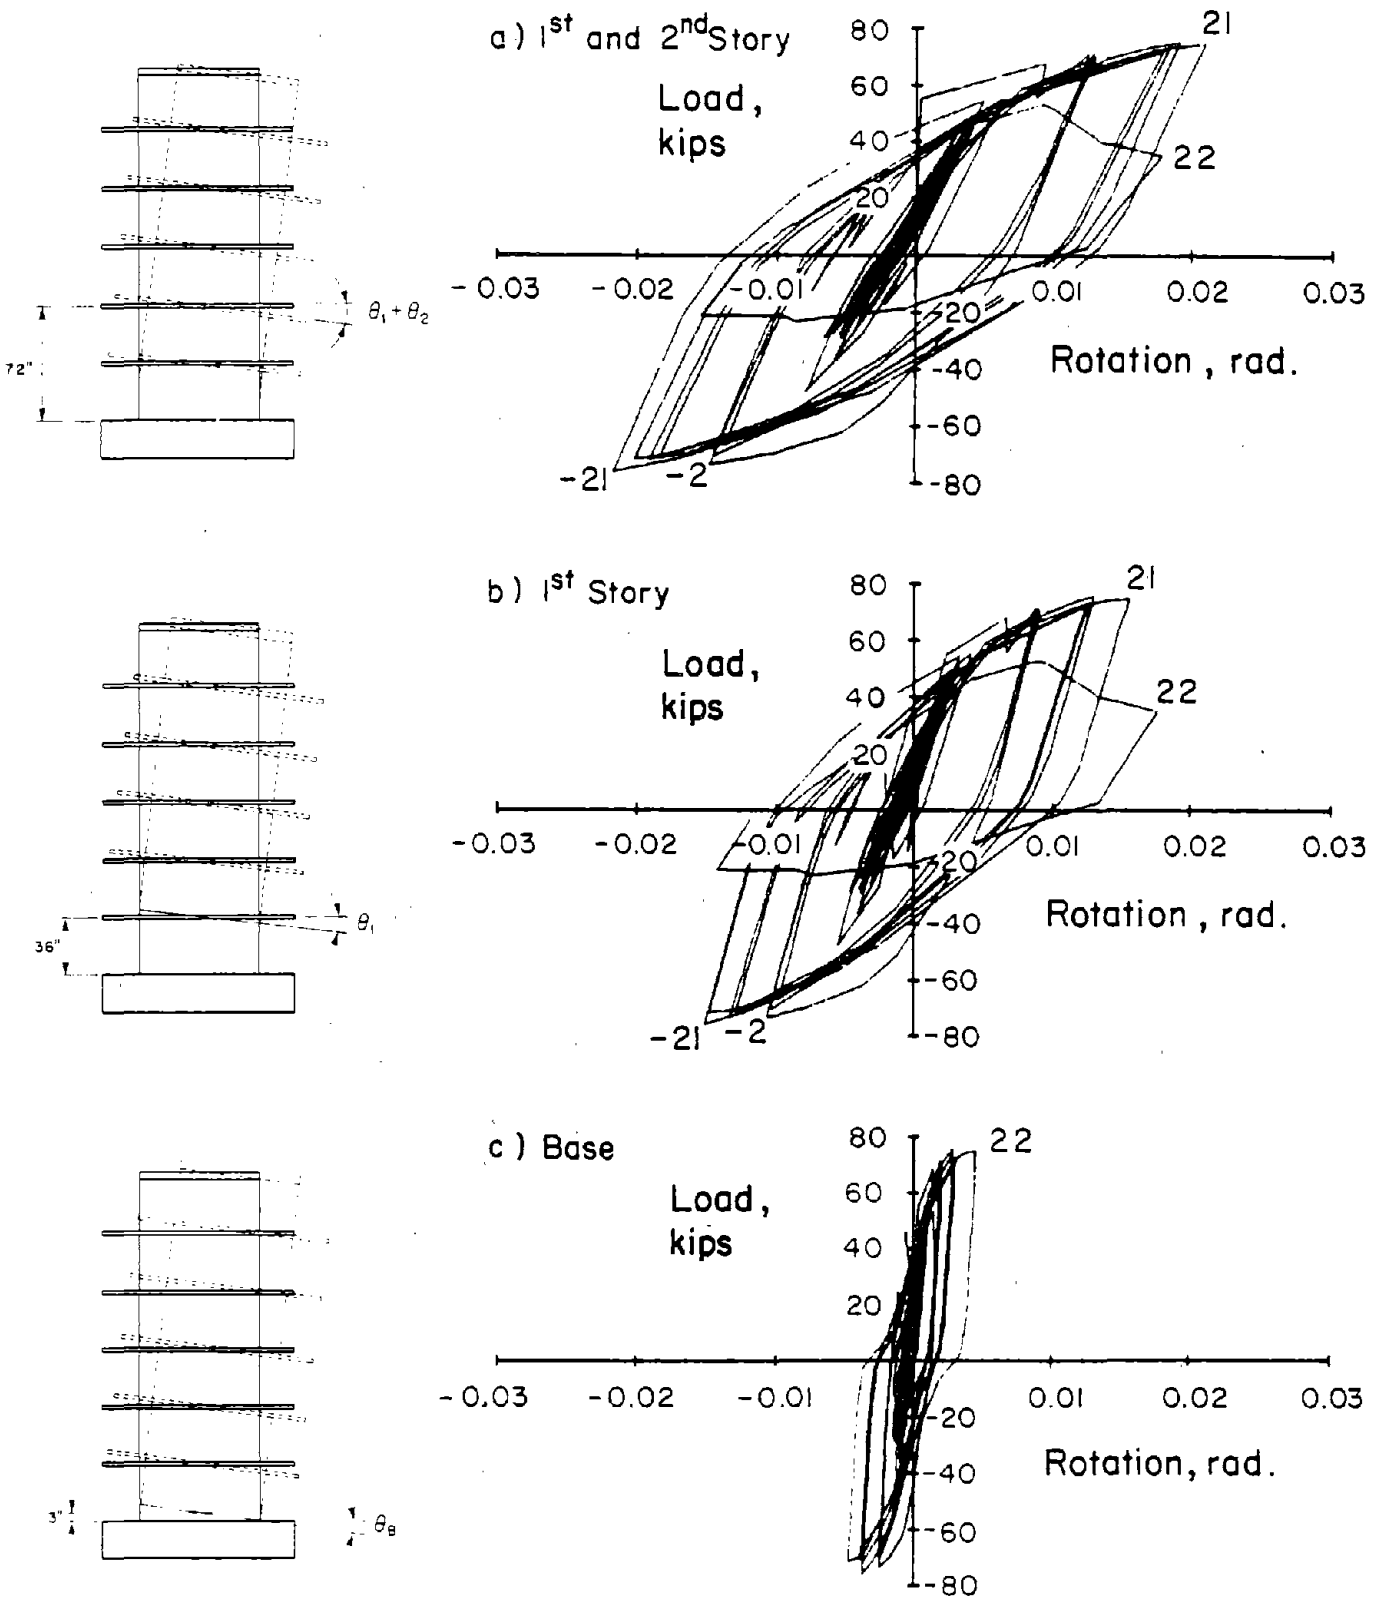 a) 1st and 2nd Story
Load,
kips
80
60
40
20
-20
-40
-60
-80
-0.03 -0.02 -0.01 0.01 0.02 0.03
Rotation, rad.
21
22
-21
-2
θ1 + θ2
72"
b) 1st Story
Load,
kips
80
60
40
20
-20
-40
-60
-80
-0.03 -0.02 -0.01 0.01 0.02 0.03
Rotation, rad.
21
22
-21
-2
θ1
36"
c) Base
Load,
kips
80
60
40
20
-20
-40
-60
-80
-0.03 -0.02 -0.01 0.01 0.02 0.03
Rotation, rad.
22
3"
θB